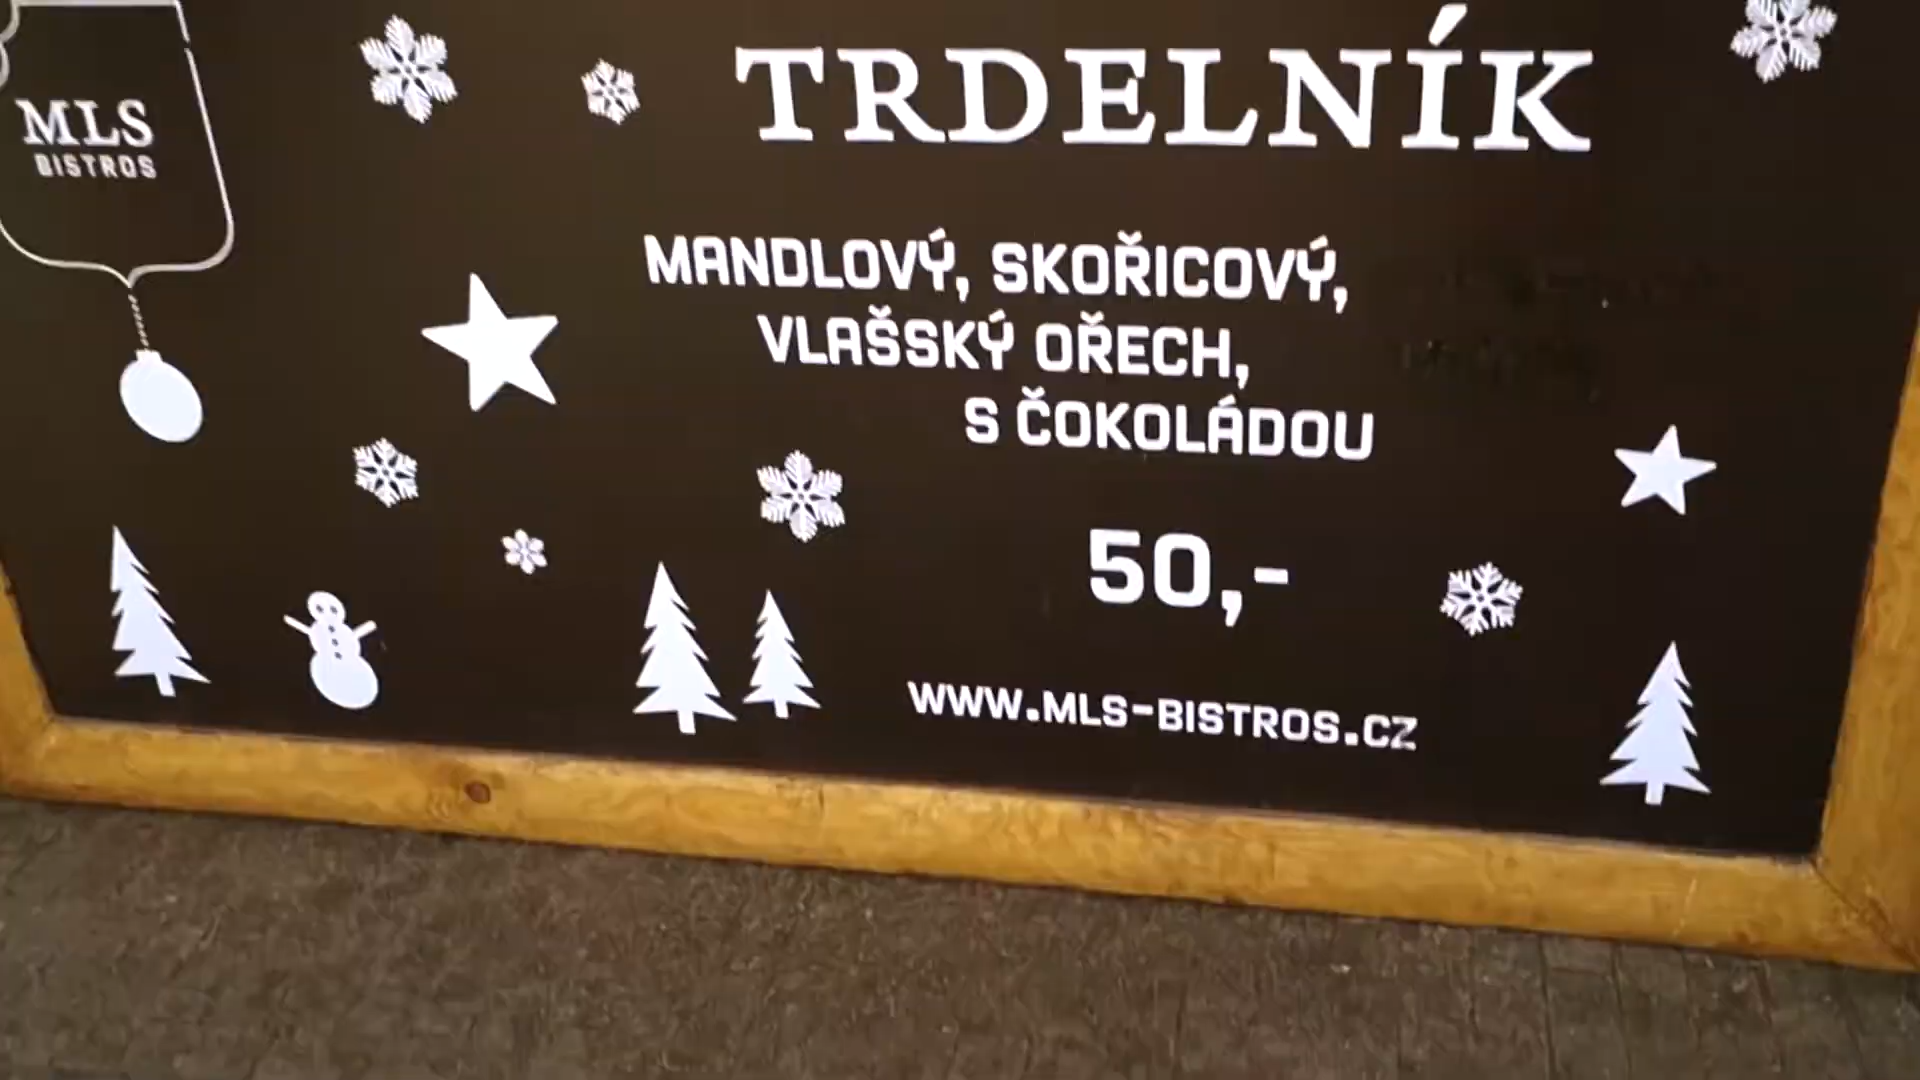 MLS
BISTROS
TRDELNÍK
MANDLOVÝ, SKOŘICOVÝ,
VLAŠSKÝ OŘECH,
S ČOKOLÁDOU
50,-
WWW.MLS-BISTROS.CZ